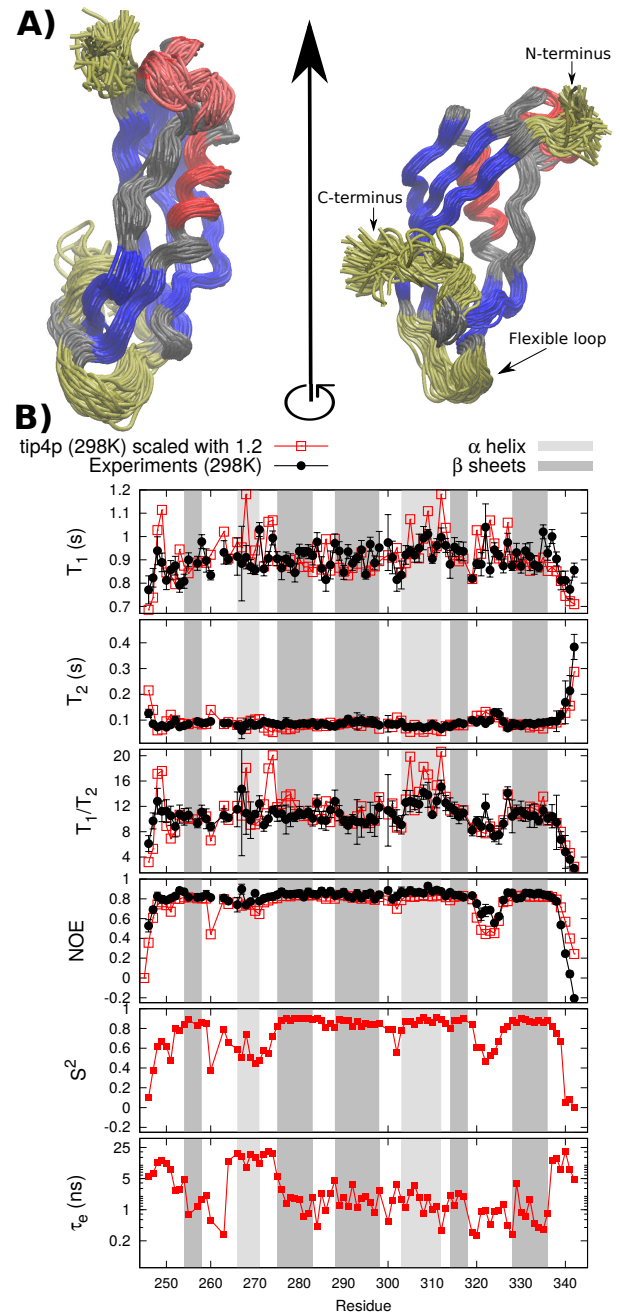 A)
N-terminus
C-terminus
Flexible loop
B)
tip4p (298K) scaled with 1.2
Experiments (298K)
α helix
β sheets
T1 (s)
1.2
1.1
1
0.9
0.8
0.7
T2 (s)
0.4
0.3
0.2
0.1
T1/T2
20
16
12
8
4
NOE
1
0.8
0.6
0.4
0.2
0
-0.2
S2
1
0.8
0.6
0.4
0.2
0
-0.2
τe (ns)
25
5
1
0.2
250 260 270 280 290 300 310 320 330 340
Residue